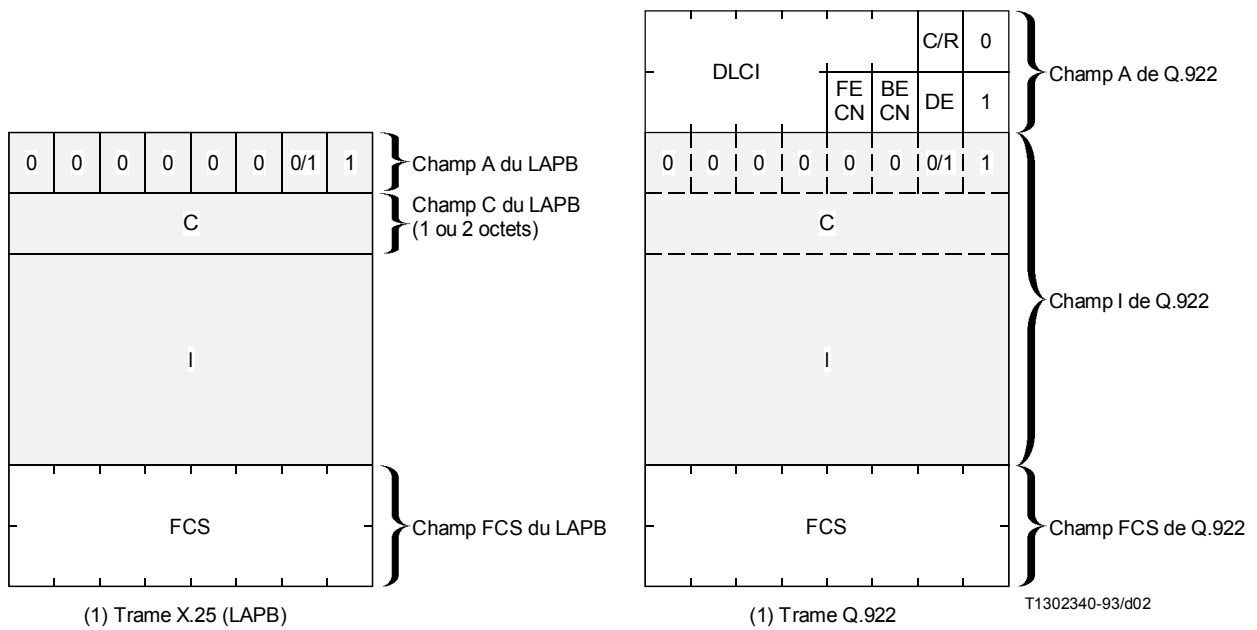 0 0 0 0 0 0 0/1 1
Champ A du LAPB
C
Champ C du LAPB
(1 ou 2 octets)
I
FCS
Champ FCS du LAPB
(1) Trame X.25 (LAPB)
C/R 0
DLCI
FE
CN
BE
CN
DE 1
Champ A de Q.922
0 0 0 0 0 0 0/1 1
C
I
Champ I de Q.922
FCS
Champ FCS de Q.922
(1) Trame Q.922
T1302340-93/d02